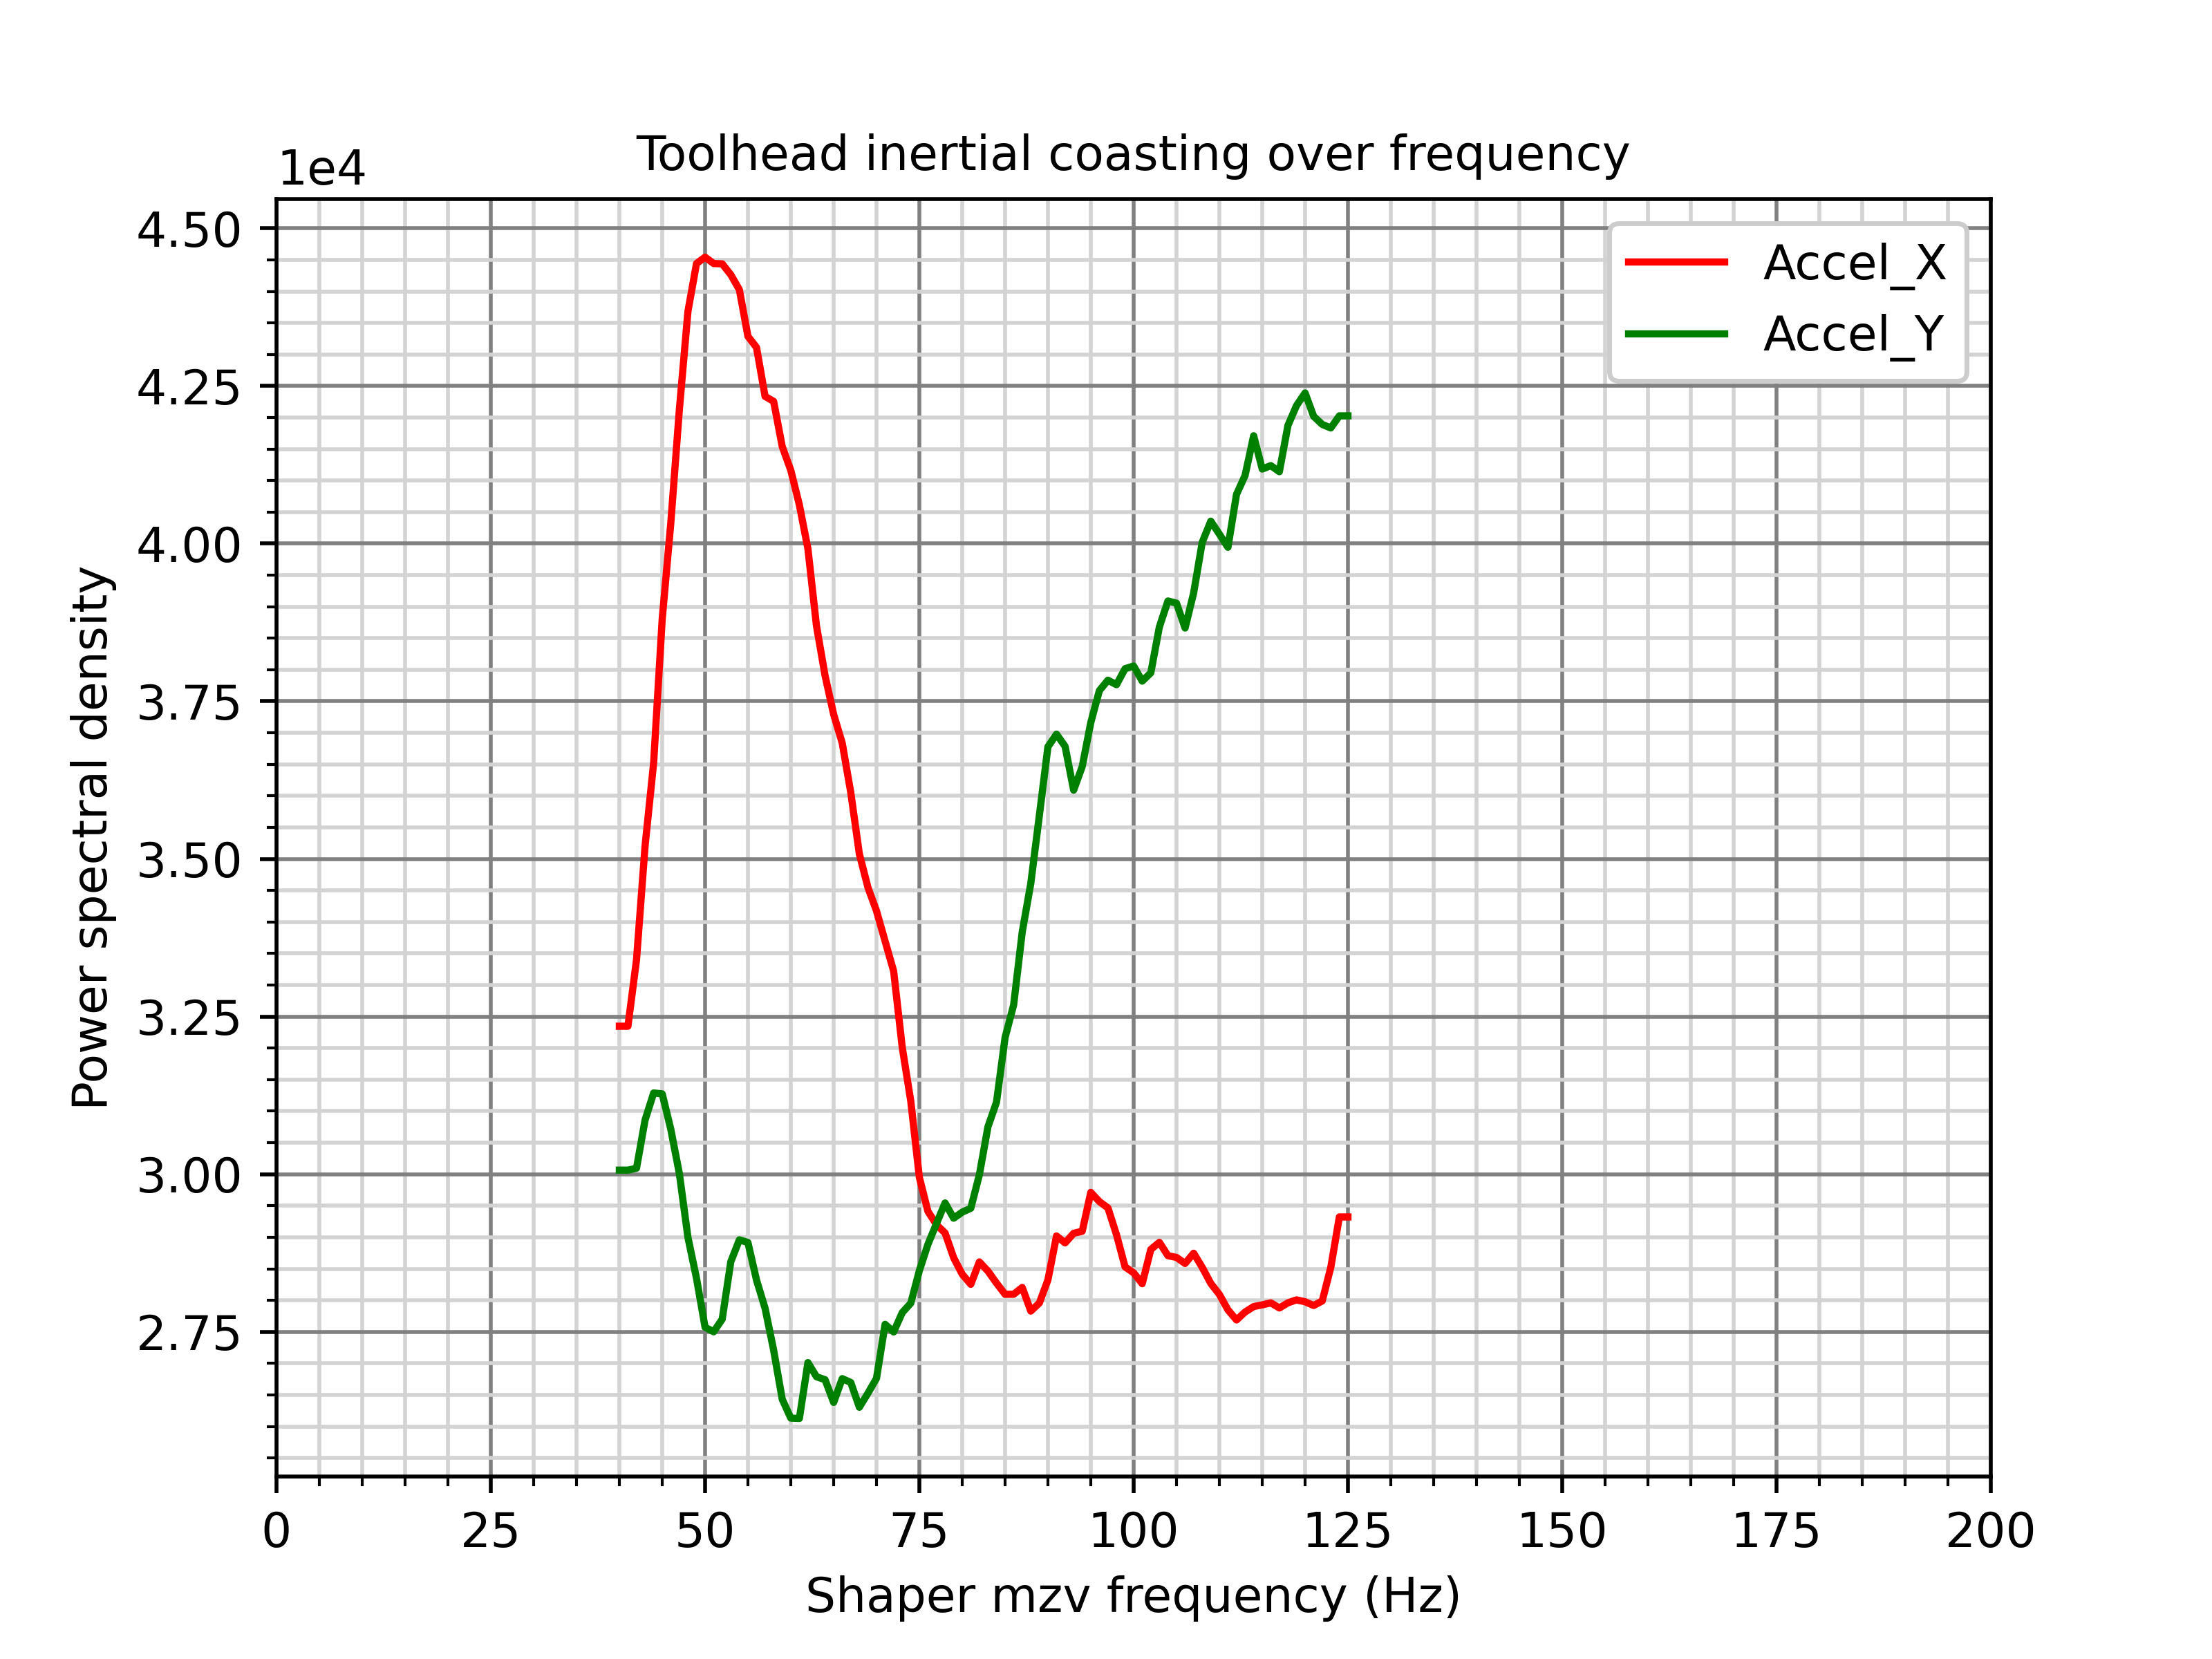 Toolhead inertial coasting over frequency
1e4
Accel_X
Accel_Y
4.50
4.25
4.00
3.75
3.50
3.25
3.00
2.75
Power spectral density
0 25 50 75 100 125 150 175 200
Shaper mzv frequency (Hz)